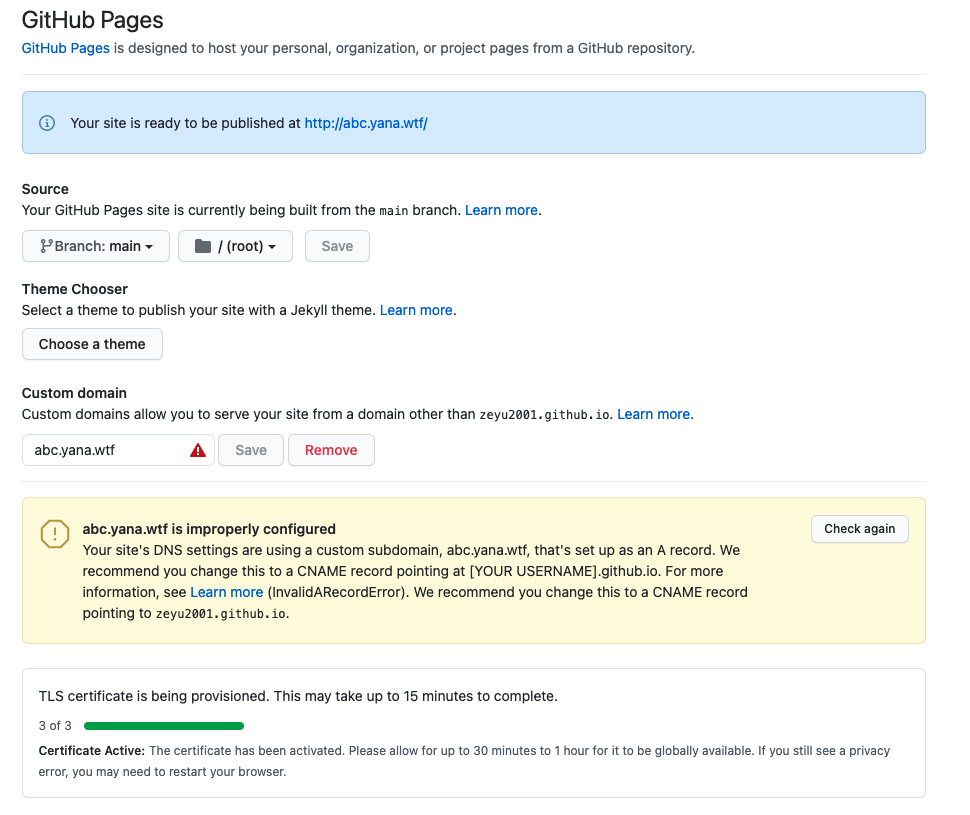 GitHub Pages
GitHub Pages is designed to host your personal, organization, or project pages from a GitHub repository.
Your site is ready to be published at http://abc.yana.wtf/
Source
Your GitHub Pages site is currently being built from the main branch. Learn more.
Branch: main
/ (root)
Save
Theme Chooser
Select a theme to publish your site with a Jekyll theme. Learn more.
Choose a theme
Custom domain
Custom domains allow you to serve your site from a domain other than zeyu2001.github.io. Learn more.
abc.yana.wtf
Save
Remove
abc.yana.wtf is improperly configured
Check again
Your site's DNS settings are using a custom subdomain, abc.yana.wtf, that's set up as an A record. We
recommend you change this to a CNAME record pointing at [YOUR USERNAME].github.io. For more
information, see Learn more (InvalidARecordError). We recommend you change this to a CNAME record
pointing to zeyu2001.github.io.
TLS certificate is being provisioned. This may take up to 15 minutes to complete.
3 of 3
Certificate Active: The certificate has been activated. Please allow for up to 30 minutes to 1 hour for it to be globally available. If you still see a privacy
error, you may need to restart your browser.